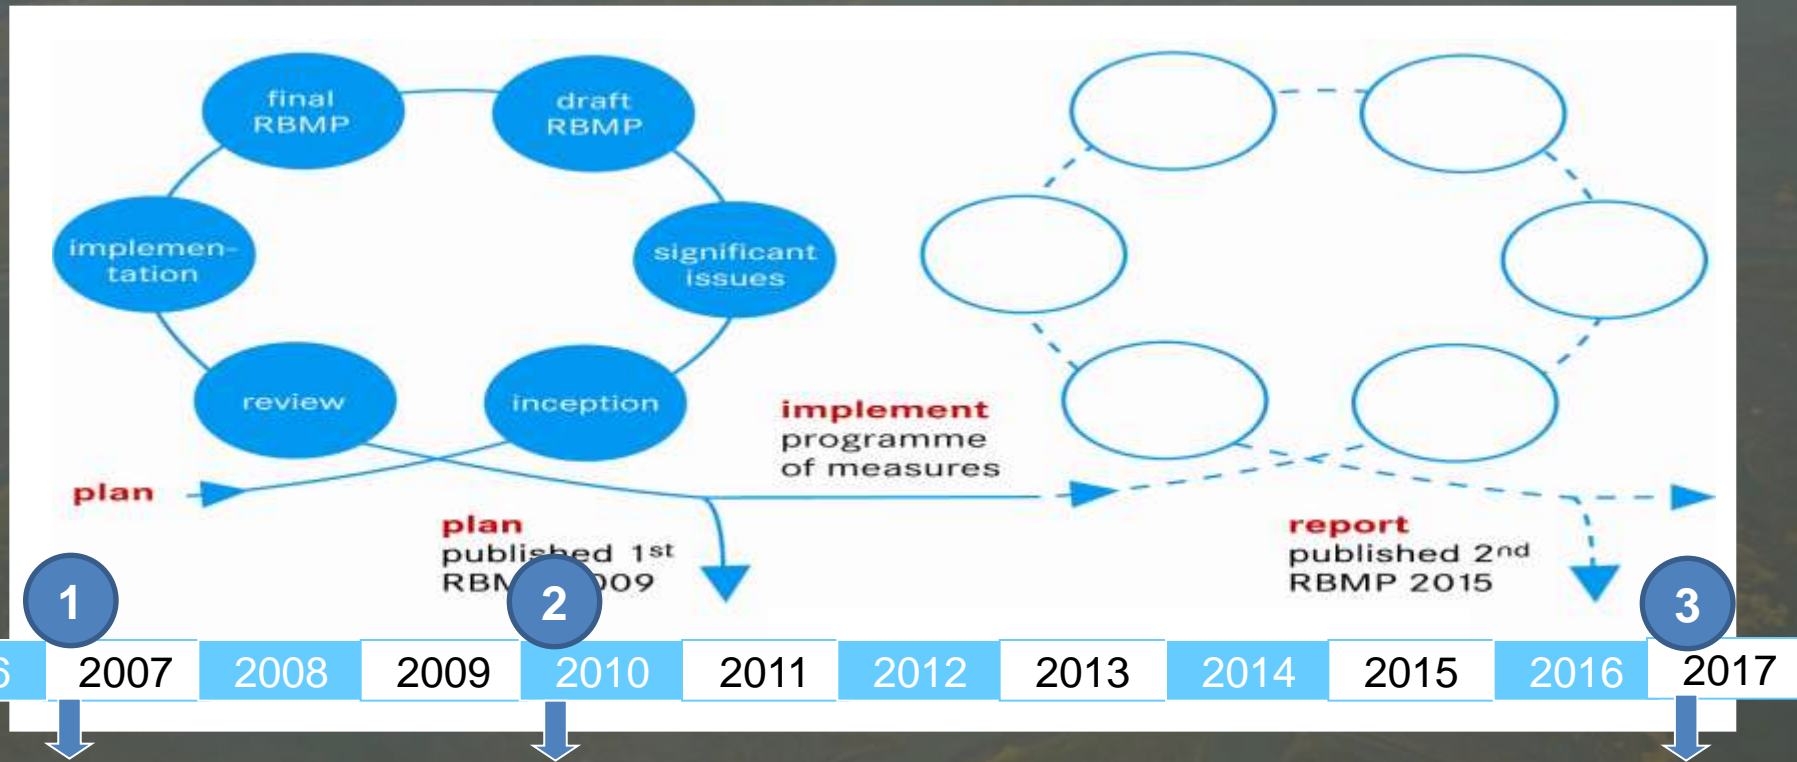 final
RBMP
draft
RBMP
implemen-
tation
significant
issues
review
inception
implement
programme
of measures
plan
plan
published 1st
RBM 009
report
published 2nd
RBMP 2015
1
2
3
6 2007 2008 2009 2010 2011 2012 2013 2014 2015 2016 2017